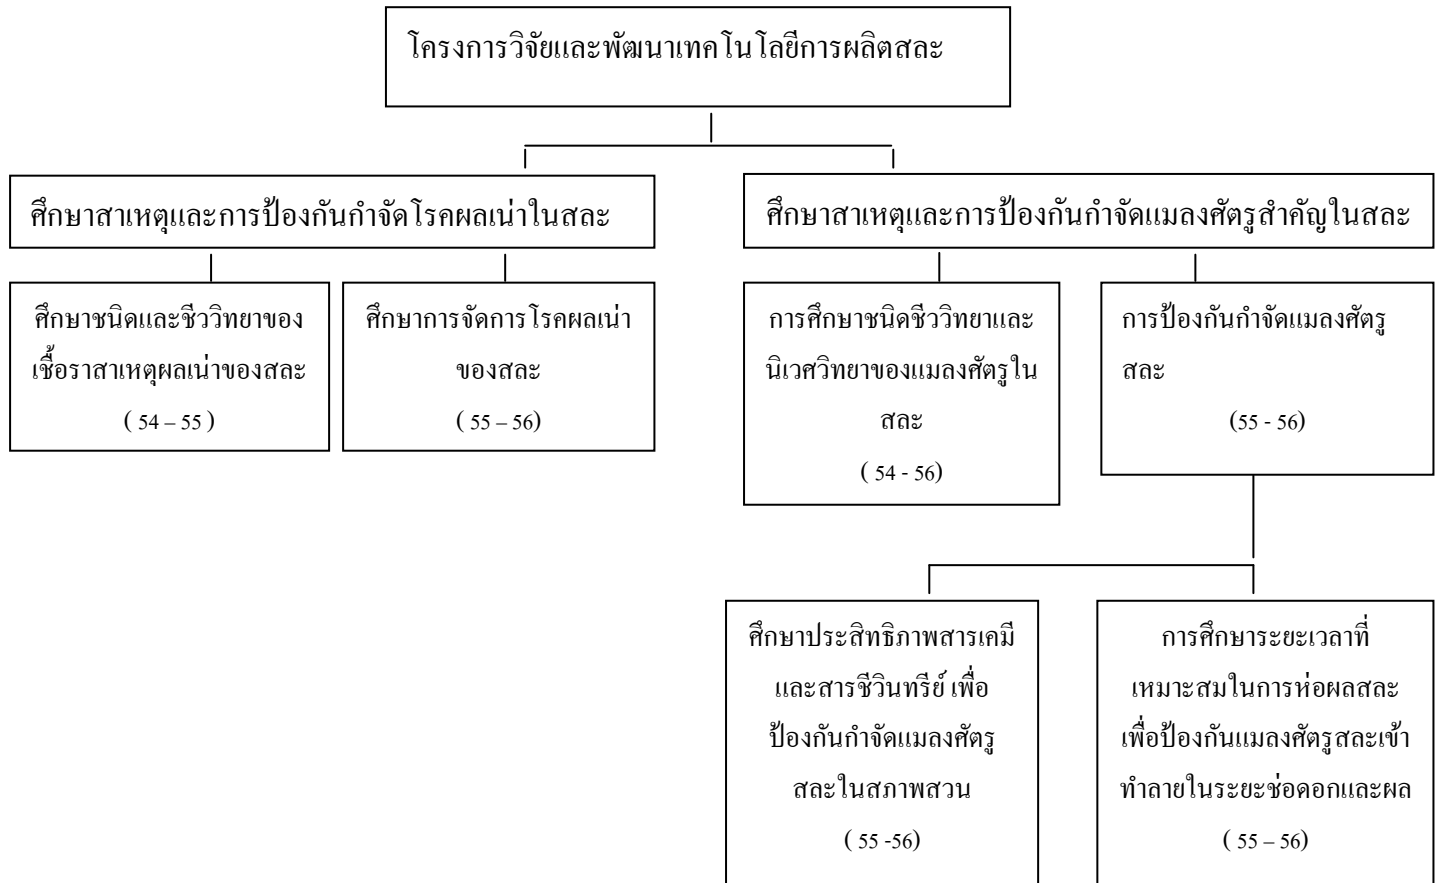 โครงการวิจัยและพัฒนาเทคโนโลยีการผลิตสละ
ศึกษาสาเหตุและการป้องกันกำจัดโรคผลเน่าในสละ
ศึกษาสาเหตุและการป้องกันกำจัดแมลงศัตรูสำคัญในสละ
ศึกษาชนิดและชีววิทยาของ
เชื้อราสาเหตุผลเน่าของสละ
( 54 – 55 )
ศึกษาการจัดการโรคผลเน่า
ของสละ
( 55 – 56)
การศึกษาชนิดชีววิทยาและ
นิเวศวิทยาของแมลงศัตรูใน
สละ
( 54 - 56)
การป้องกันกำจัดแมลงศัตรู
สละ
(55 - 56)
ศึกษาประสิทธิภาพสารเคมี
และสารชีวินทรีย์ เพื่อ
ป้องกันกำจัดแมลงศัตรู
สละในสภาพสวน
( 55 -56)
การศึกษาระยะเวลาที่
เหมาะสมในการห่อผลสละ
เพื่อป้องกันแมลงศัตรูสละเข้า
ทำลายในระยะช่อดอกและผล
( 55 – 56)